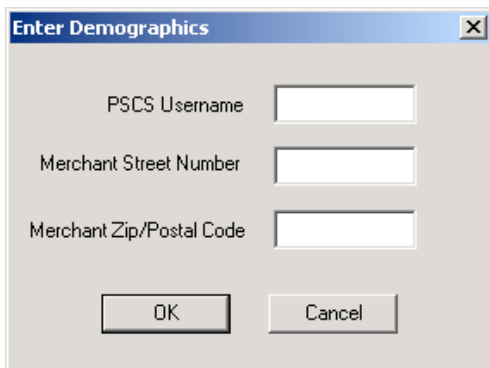 Enter Demographics
PSCS Username
Merchant Street Number
Merchant Zip/Postal Code
OK Cancel